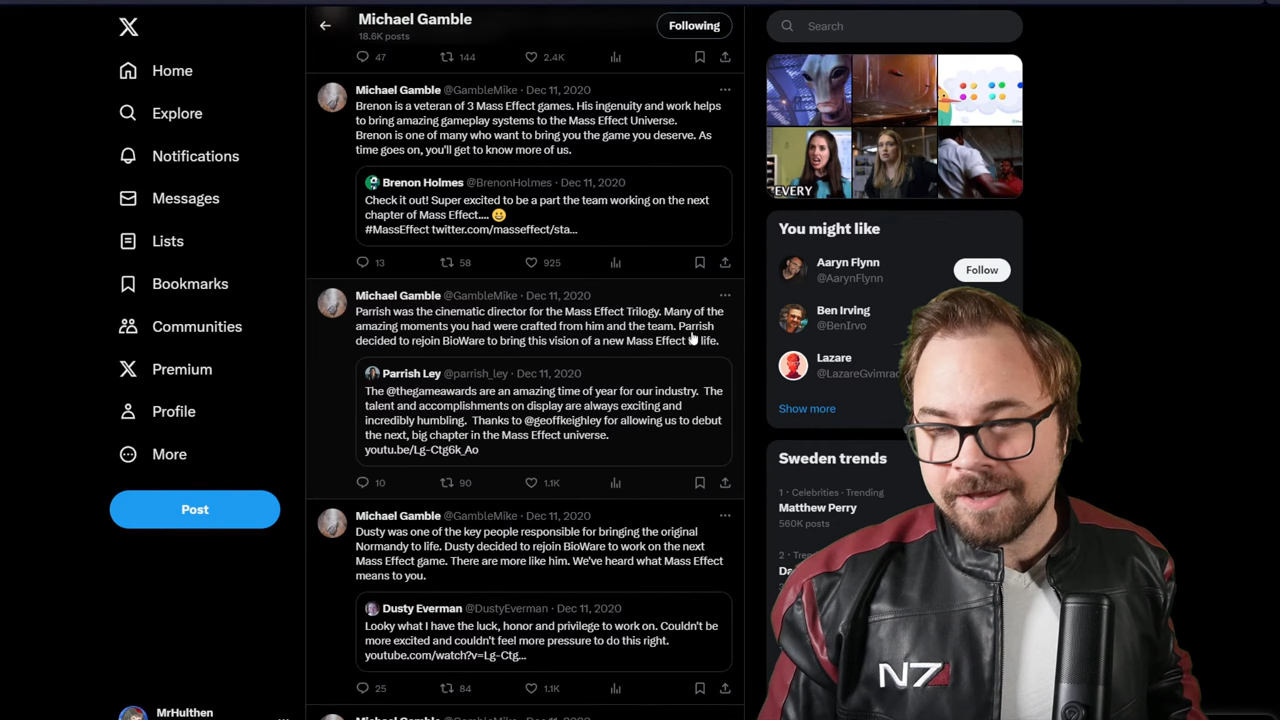 Michael Gamble
18.6K posts
Following
Search
Home
Explore
Notifications
Messages
Lists
Bookmarks
Communities
Premium
Profile
More
Post
MrHulthen
47 144 2.4K
Michael Gamble @GambleMike · Dec 11, 2020
Brenon is a veteran of 3 Mass Effect games. His ingenuity and work helps
to bring amazing gameplay systems to the Mass Effect Universe.
Brenon is one of many who want to bring you the game you deserve. As
time goes on, you'll get to know more of us.
Brenon Holmes @BrenonHolmes · Dec 11, 2020
Check it out! Super excited to be a part the team working on the next
chapter of Mass Effect.... 😄
#MassEffect twitter.com/masseffect/sta...
13 58 925
Michael Gamble @GambleMike · Dec 11, 2020
Parrish was the cinematic director for the Mass Effect Trilogy. Many of the
amazing moments you had were crafted from him and the team. Parrish
decided to rejoin BioWare to bring this vision of a new Mass Effect to life.
Parrish Ley @parrish_ley · Dec 11, 2020
The @thegameawards are an amazing time of year for our industry. The
talent and accomplishments on display are always exciting and
incredibly humbling. Thanks to @geoffkeighley for allowing us to debut
the next, big chapter in the Mass Effect universe.
youtu.be/Lg-Ctg6k_Ao
10 90 1.1K
Michael Gamble @GambleMike · Dec 11, 2020
Dusty was one of the key people responsible for bringing the original
Normandy to life. Dusty decided to rejoin BioWare to work on the next
Mass Effect game. There are more like him. We've heard what Mass Effect
means to you.
Dusty Everman @DustyEverman · Dec 11, 2020
Looky what I have the luck, honor and privilege to work on. Couldn't be
more excited and couldn't feel more pressure to do this right.
youtube.com/watch?v=Lg-Ctg...
25 84 1.1K
Michael Gamble @GambleMike · Dec 11, 2020
EVERY
You might like
Aaryn Flynn
@AarynFlynn
Follow
Ben Irving
@BenIrvo
Lazare
@LazareGvimrad
Show more
Sweden trends
1 · Celebrities · Trending
Matthew Perry
560K posts
N7